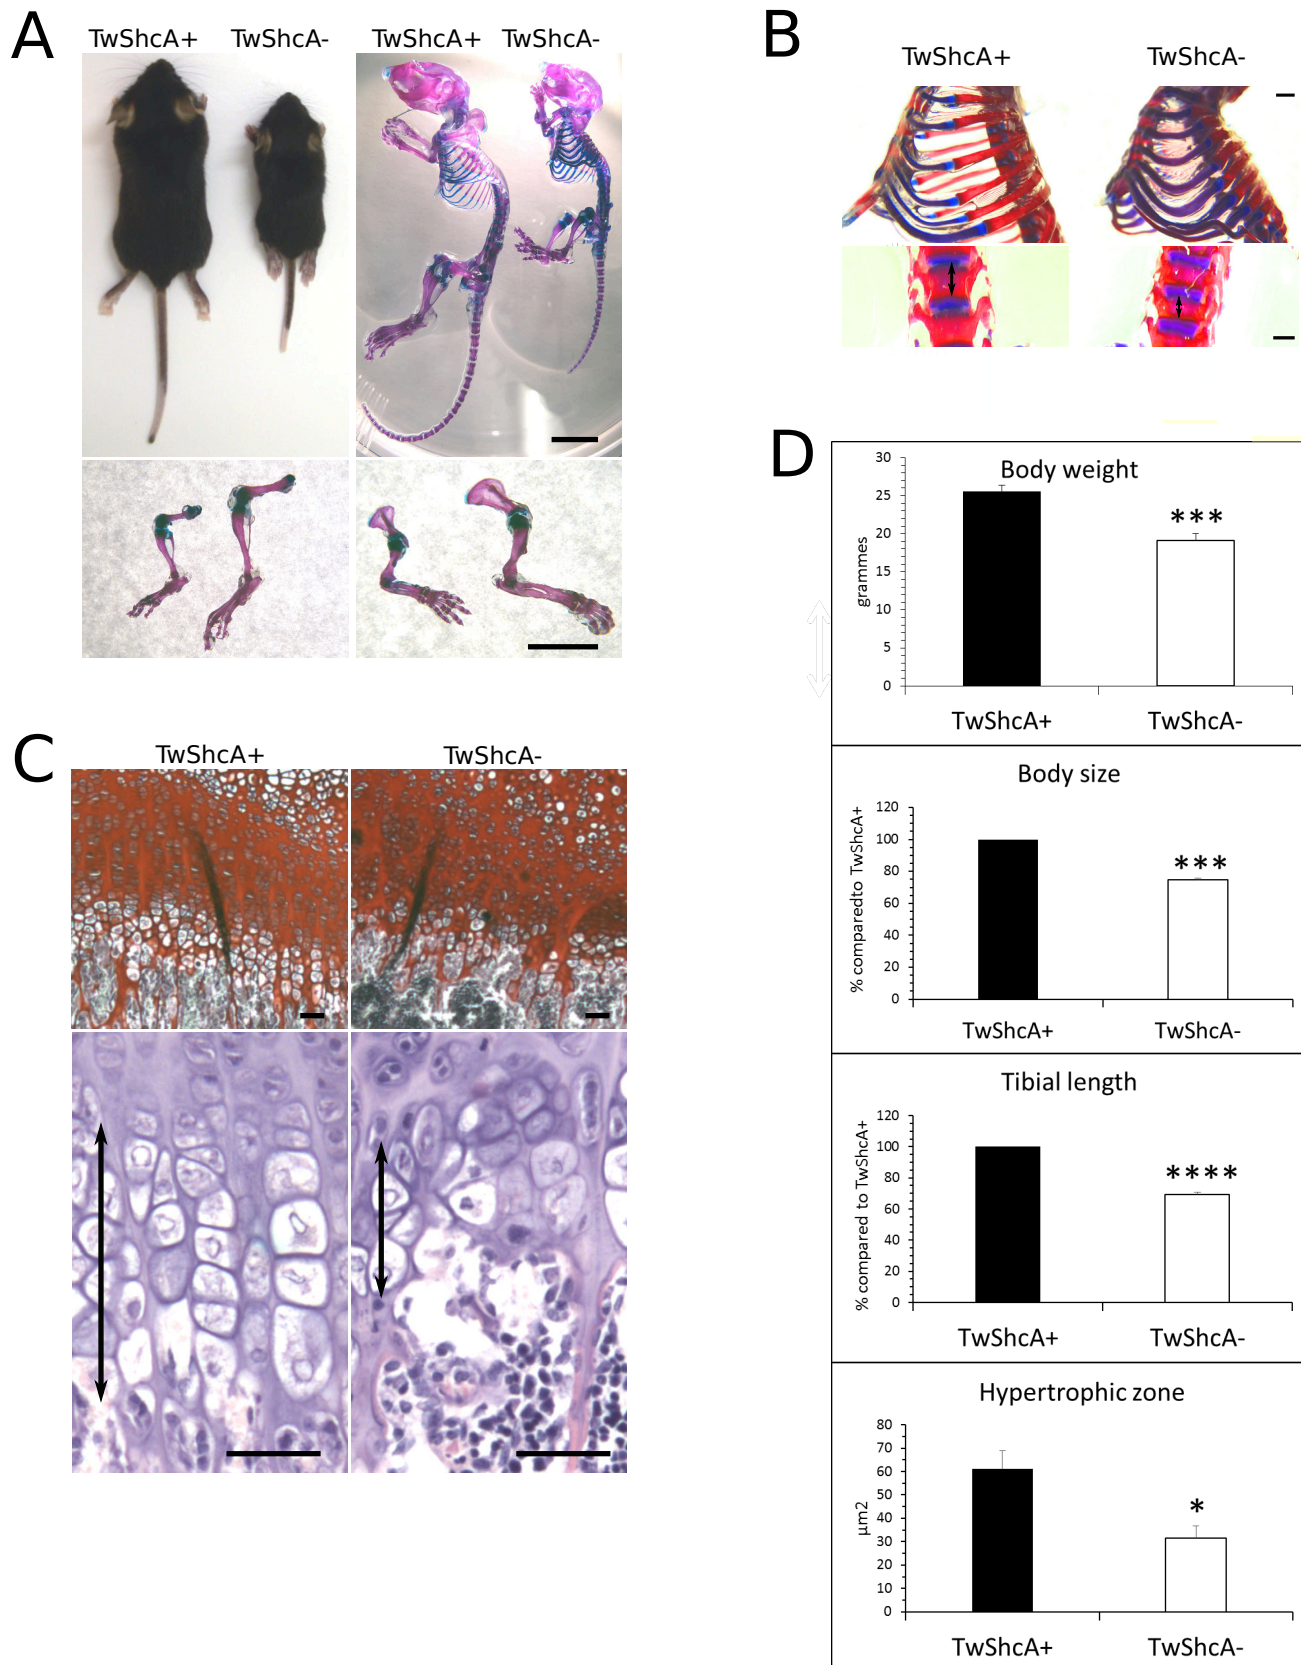 A
TwShcA+ TwShcA- TwShcA+ TwShcA-
B
TwShcA+ TwShcA-
C
TwShcA+ TwShcA-
D
Body weight
30
25
20
15
10
5
0
grammes
***
TwShcA+ TwShcA-
Body size
120
100
80
60
40
20
0
% comparedto TwShcA+
***
TwShcA+ TwShcA-
Tibial length
120
100
80
60
40
20
0
% compared to TwShcA+
****
TwShcA+ TwShcA-
Hypertrophic zone
80
70
60
50
40
30
20
10
0
µm2
*
TwShcA+ TwShcA-